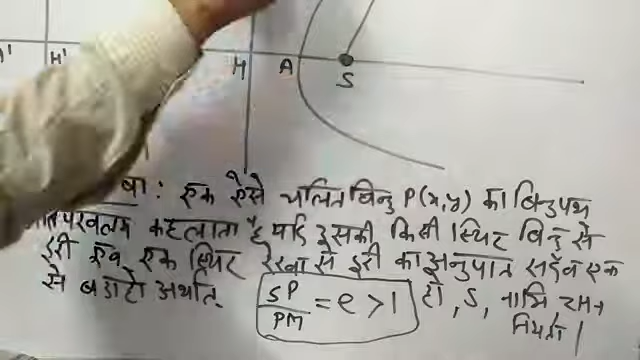 A' H' H A S
वा : एक ऐसे चलित बिन्दु P(x,y) का बिन्दुपथ
अतिपरवलय कहलाता है यदि इसकी किसी स्थिर बिन्दु से
दूरी एवं एक स्थिर रेखा से दूरी का अनुपात सदैव एक
से बडा हो अर्थात् SP/PM = e > 1 हो , S, नाभि,
नियता।